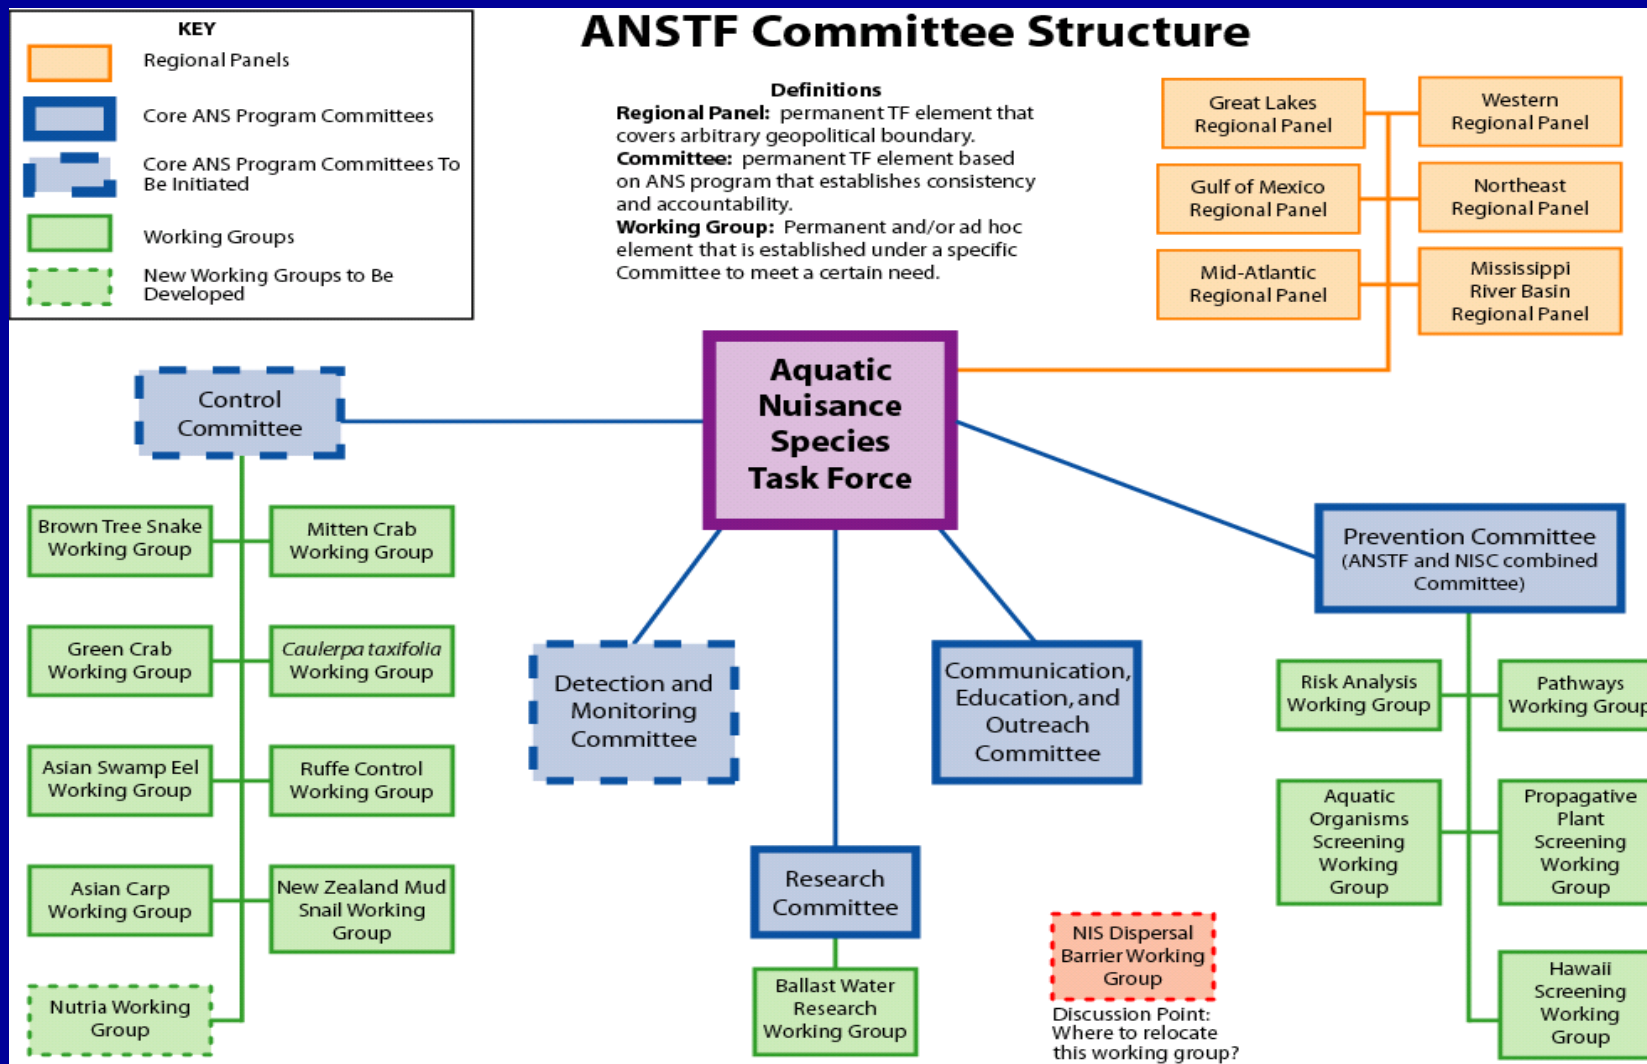 ANSTF Committee Structure
KEY
Regional Panels
Core ANS Program Committees
Core ANS Program Committees To
Be Initiated
Working Groups
New Working Groups to Be
Developed
Definitions
Regional Panel: permanent TF element that
covers arbitrary geopolitical boundary.
Committee: permanent TF element based
on ANS program that establishes consistency
and accountability.
Working Group: Permanent and/or ad hoc
element that is established under a specific
Committee to meet a certain need.
Great Lakes
Regional Panel
Western
Regional Panel
Gulf of Mexico
Regional Panel
Northeast
Regional Panel
Mid-Atlantic
Regional Panel
Mississippi
River Basin
Regional Panel
Aquatic
Nuisance
Species
Task Force
Control
Committee
Brown Tree Snake
Working Group
Mitten Crab
Working Group
Green Crab
Working Group
Caulerpa taxifolia
Working Group
Asian Swamp Eel
Working Group
Ruffe Control
Working Group
Asian Carp
Working Group
New Zealand Mud
Snail Working
Group
Nutria Working
Group
Detection and
Monitoring
Committee
Communication,
Education, and
Outreach
Committee
Research
Committee
Ballast Water
Research
Working Group
NIS Dispersal
Barrier Working
Group
Discussion Point:
Where to relocate
this working group?
Prevention Committee
(ANSTF and NISC combined
Committee)
Risk Analysis
Working Group
Pathways
Working Group
Aquatic
Organisms
Screening
Working
Group
Propagative
Plant
Screening
Working
Group
Hawaii
Screening
Working
Group